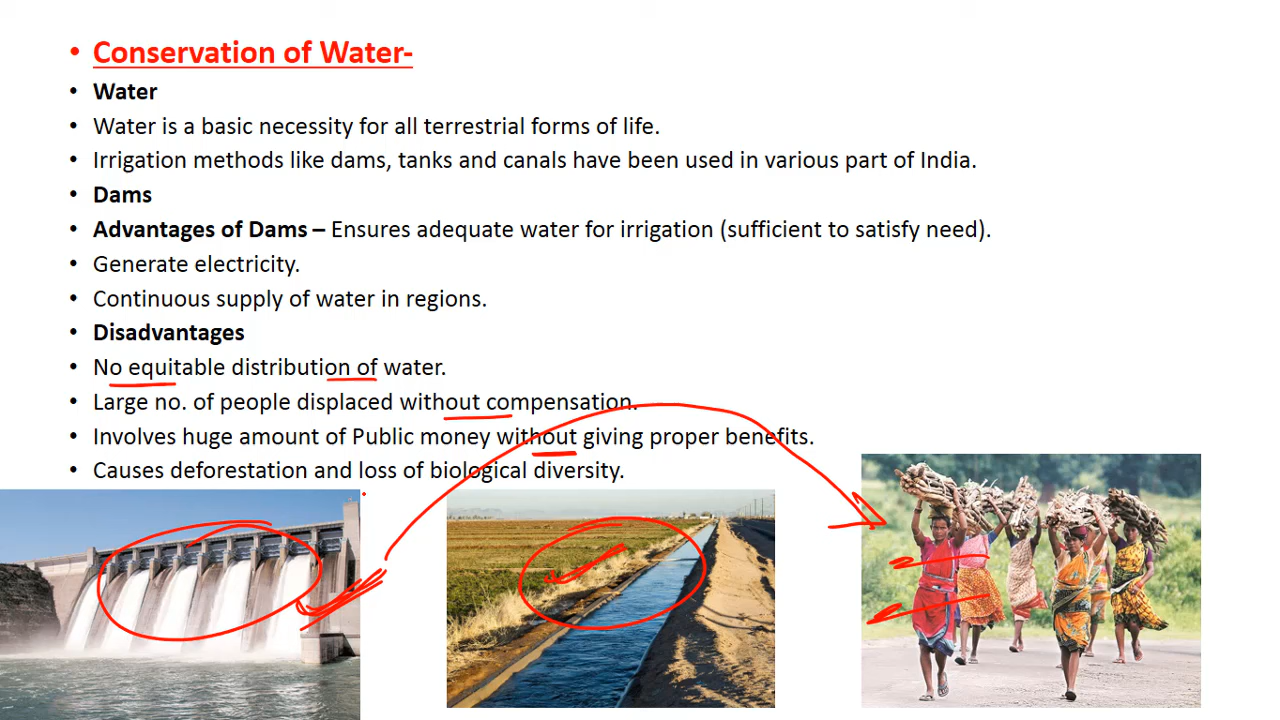 • Conservation of Water-
• Water
• Water is a basic necessity for all terrestrial forms of life.
• Irrigation methods like dams, tanks and canals have been used in various part of India.
• Dams
• Advantages of Dams – Ensures adequate water for irrigation (sufficient to satisfy need).
• Generate electricity.
• Continuous supply of water in regions.
• Disadvantages
• No equitable distribution of water.
• Large no. of people displaced without compensation.
• Involves huge amount of Public money without giving proper benefits.
• Causes deforestation and loss of biological diversity.